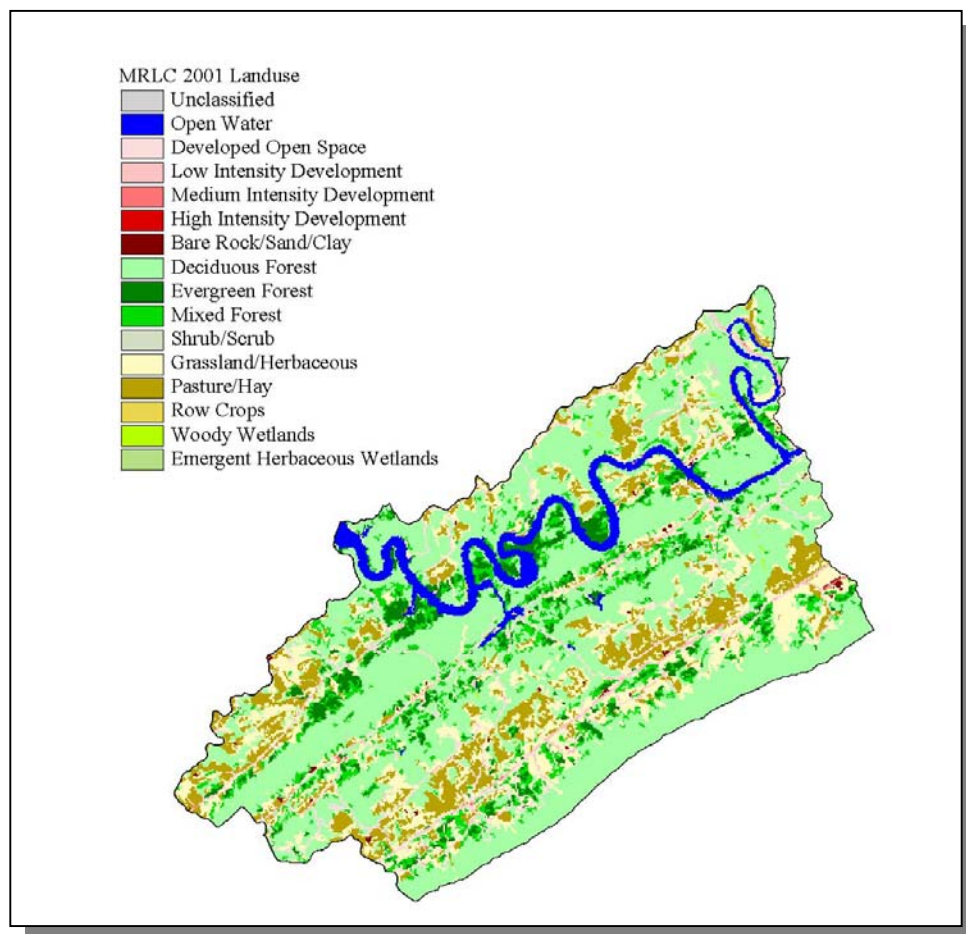 MRLC 2001 Landuse
Unclassified
Open Water
Developed Open Space
Low Intensity Development
Medium Intensity Development
High Intensity Development
Bare Rock/Sand/Clay
Deciduous Forest
Evergreen Forest
Mixed Forest
Shrub/Scrub
Grassland/Herbaceous
Pasture/Hay
Row Crops
Woody Wetlands
Emergent Herbaceous Wetlands